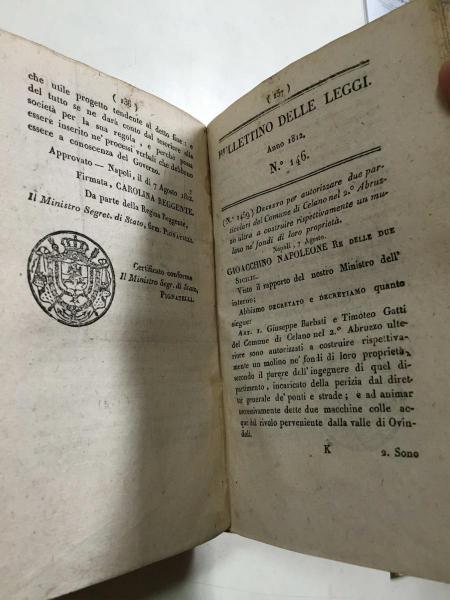 ( 136 )
che utile progetto tendente al detto fine; e
del tutto se ne darà conto dal tesoriere alla
società per la sua regola, e perchè possa
essere inserito ne' processi verbali che debbono
essere a conoscenza del Governo.
Approvato — Napoli, il dì 7 Agosto 1812.
Firmata, CAROLINA REGGENTE.
Da parte della Regina Reggente,
Il Ministro Segret. di Stato, firm. PIGNATELLI.
Certificato conforme
Il Ministro Segr. di Stato,
PIGNATELLI.
( 137 )
BULLETTINO DELLE LEGGI.
Anno 1812.
N.° 146.
(N.° 1459) DECRETO per autorizzare due par-
ticolari del Comune di Celano nel 2.° Abruz-
zo ultra a costruire rispettivamente un mu-
lino ne' fondi di loro proprietà.
Napoli, 7 Agosto.
GIOACCHINO NAPOLEONE RE DELLE DUE
SICILIE.
Visto il rapporto del nostro Ministro dell'
interno;
Abbiamo DECRETATO e DECRETIAMO quanto
siegue:
ART. 1. Giuseppe Barbati e Timoteo Gatti
del Comune di Celano nel 2.° Abruzzo ulte-
riore sono autorizzati a costruire rispettiva-
mente un molino ne' fondi di loro proprietà,
secondo il parere dell' ingegnere di quel di-
partimento, incaricato della perizia dal diret-
tore generale de' ponti e strade; e ad animar
successivamente dette due macchine colle ac-
que del rivolo perveniente dalla valle di Ovin-
doli.
K 2. Sono